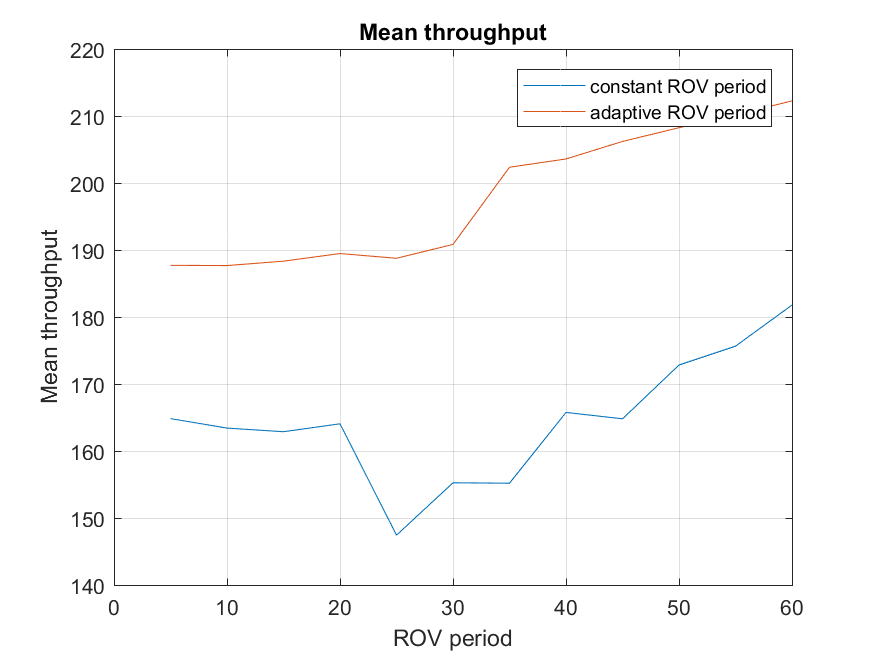 Mean throughput
constant ROV period
adaptive ROV period
220
210
200
190
180
170
160
150
140
Mean throughput
0 10 20 30 40 50 60
ROV period